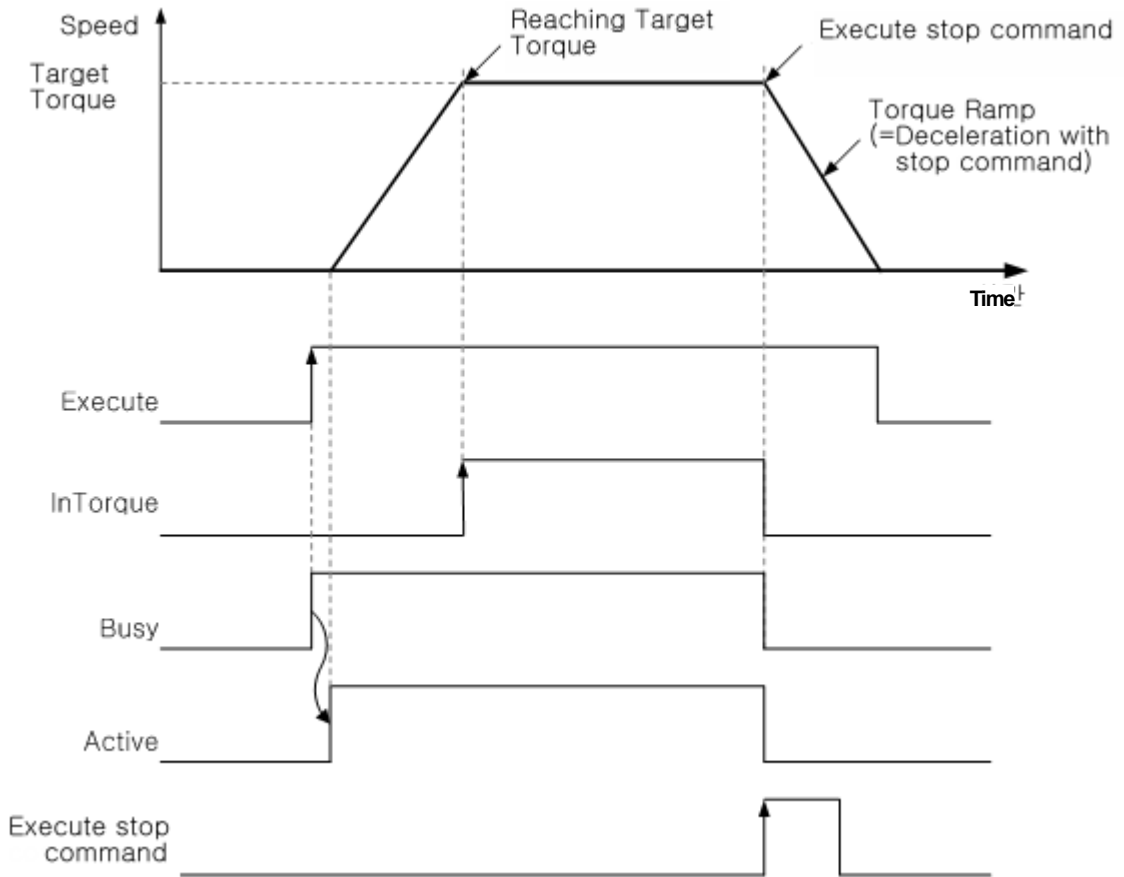 Speed
Reaching Target
Torque
Execute stop command
Target
Torque
Torque Ramp
(=Deceleration with
stop command)
Time
Execute
InTorque
Busy
Active
Execute stop
command